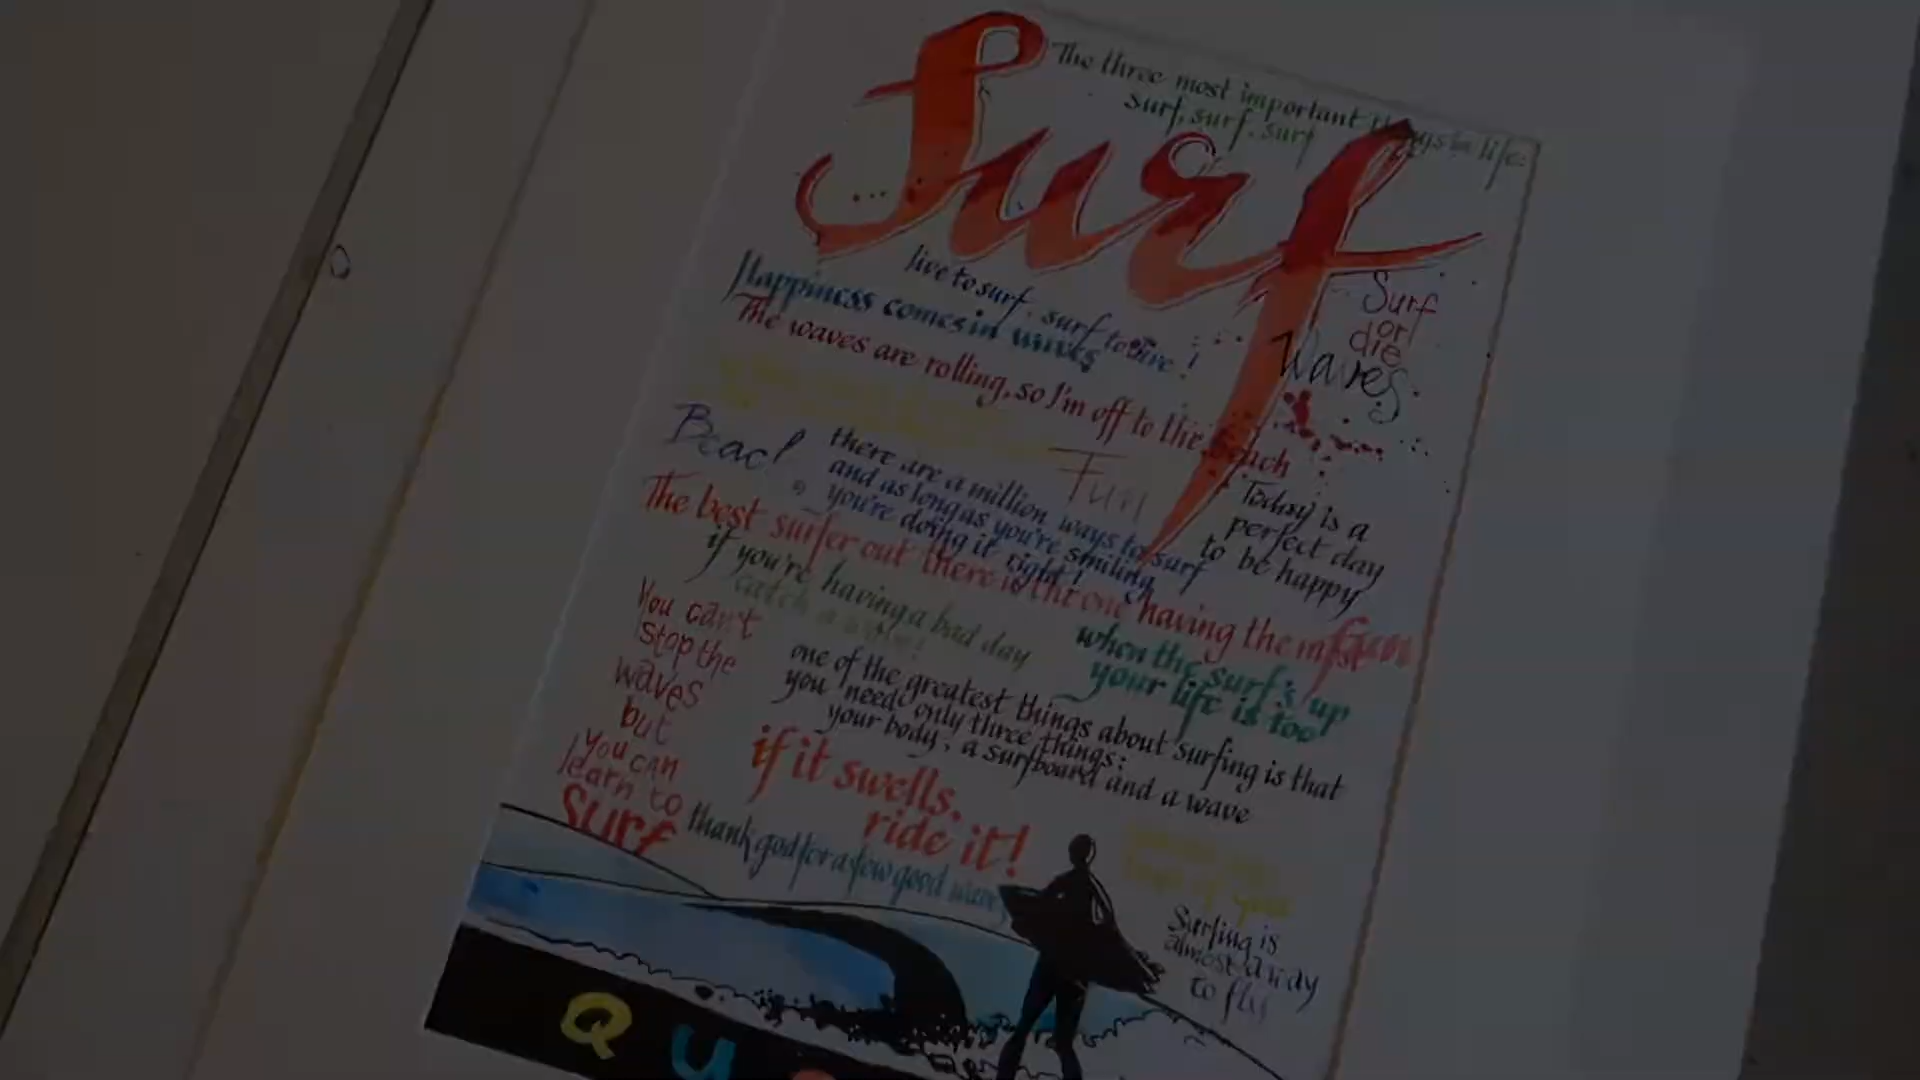 Surf
The three most important things in life:
surf, surf, surf
live to surf, surf to live!
Happiness comes in waves
The waves are rolling, so I'm off to the beach
Surf
or
die
Waves
Beach
Fun
there are a million ways to surf
and as long as you're smiling
you're doing it right!
Today is a
perfect day
to be happy
The best surfer out there is the one having the most fun
if you're having a bad day
catch a wave!
You can't
stop the
waves
but
you can
learn to
Surf
when the surf's up
your life is too
one of the greatest things about surfing is that
you need only three things:
your body, a surfboard and a wave
if it swells,
ride it!
thank god for a few good waves
Surfing is
almost a way
to fly
Q U